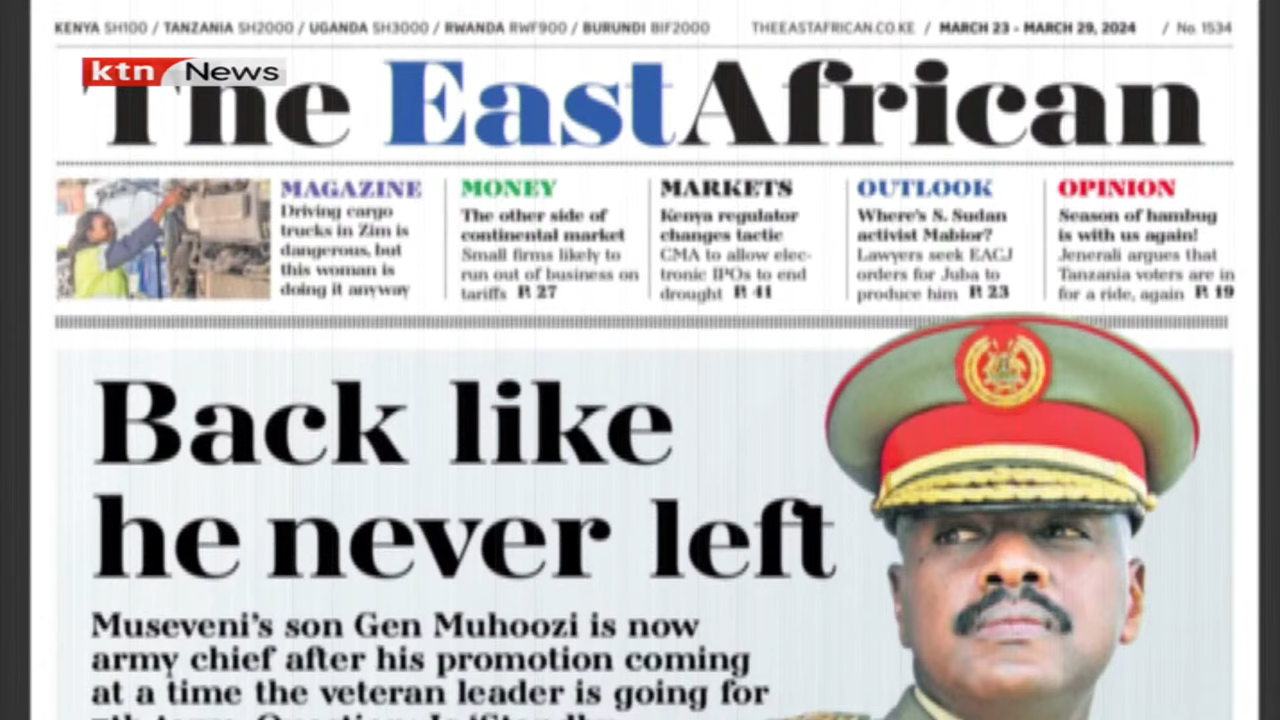 KENYA SH100 / TANZANIA SH2000 / UGANDA SH3000 / RWANDA RWF900 / BURUNDI BIF2000
THEEASTAFRICAN.CO.KE / MARCH 23 - MARCH 29, 2024 / No. 1534
ktn News
The EastAfrican
MAGAZINE
Driving cargo
trucks in Zim is
dangerous, but
this woman is
doing it anyway
MONEY
The other side of
continental market
Small firms likely to
run out of business on
tariffs P. 27
MARKETS
Kenya regulator
changes tactic
CMA to allow elec-
tronic IPOs to end
drought P. 41
OUTLOOK
Where's S. Sudan
activist Mabior?
Lawyers seek EACJ
orders for Juba to
produce him P. 23
OPINION
Season of hambug
is with us again!
Jenerali argues that
Tanzania voters are in
for a ride, again P. 19
Back like
he never left
Museveni's son Gen Muhoozi is now
army chief after his promotion coming
at a time the veteran leader is going for